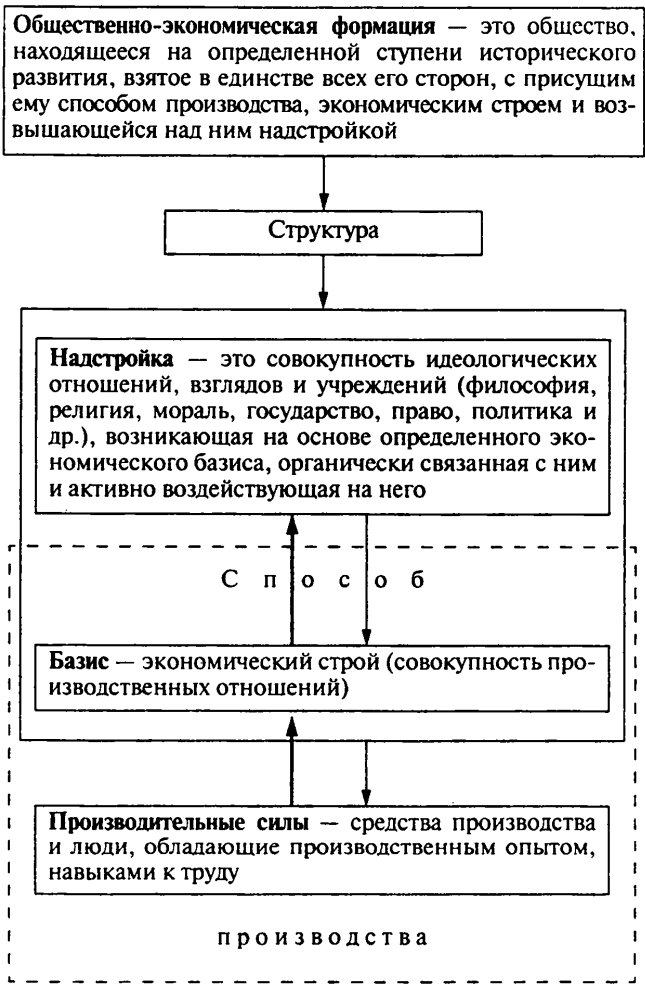 Общественно-экономическая формация — это общество,
находящееся на определенной ступени исторического
развития, взятое в единстве всех его сторон, с присущим
ему способом производства, экономическим строем и воз-
вышающейся над ним надстройкой
Структура
Надстройка — это совокупность идеологических
отношений, взглядов и учреждений (философия,
религия, мораль, государство, право, политика и
др.), возникающая на основе определенного эко-
номического базиса, органически связанная с ним
и активно воздействующая на него
С п о с о б
Базис — экономический строй (совокупность про-
изводственных отношений)
Производительные силы — средства производства
и люди, обладающие производственным опытом,
навыками к труду
п р о и з в о д с т в а